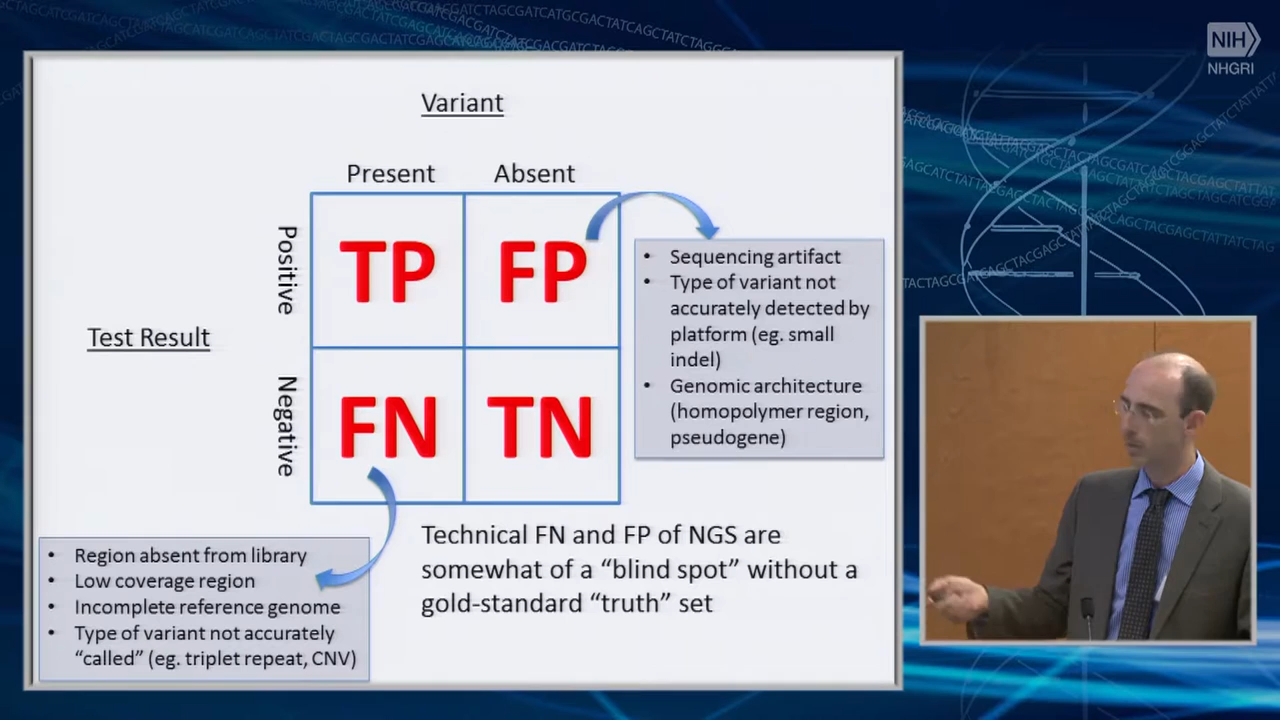 NIH
NHGRI
Variant
Present
Absent
Test Result
Positive
Negative
TP
FP
FN
TN
• Sequencing artifact
• Type of variant not
accurately detected by
platform (eg. small
indel)
• Genomic architecture
(homopolymer region,
pseudogene)
• Region absent from library
• Low coverage region
• Incomplete reference genome
• Type of variant not accurately
“called” (eg. triplet repeat, CNV)
Technical FN and FP of NGS are
somewhat of a “blind spot” without a
gold-standard “truth” set